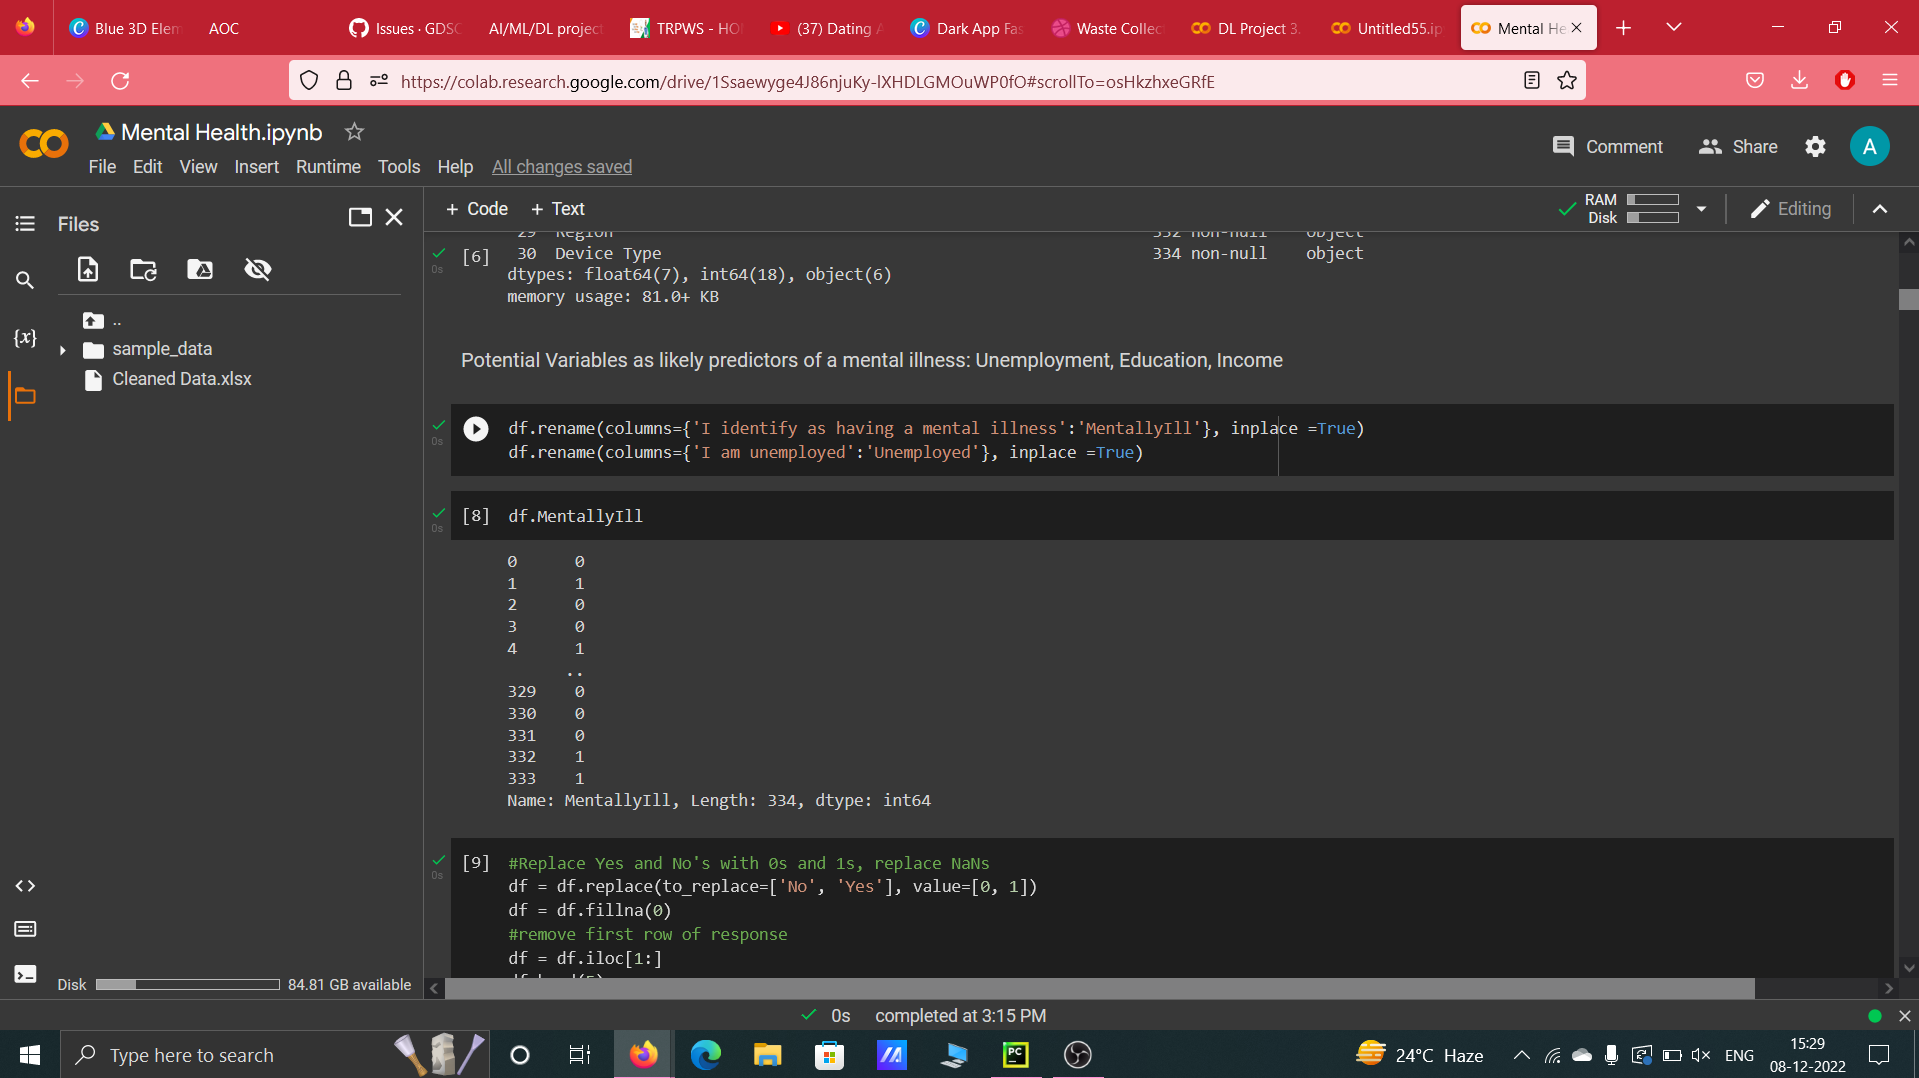 Blue 3D Elem
AOC
Issues · GDSC
AI/ML/DL project
TRPWS - HO
(37) Dating A
Dark App Fas
Waste Collec
DL Project 3.
Untitled55.ip
Mental He
https://colab.research.google.com/drive/1Ssaewyge4J86njuKy-lXHDLGMOuWP0fO#scrollTo=osHkzhxeGRfE
Mental Health.ipynb
Comment
Share
A
File Edit View Insert Runtime Tools Help All changes saved
Files
+ Code + Text
RAM
Disk
Editing
..
sample_data
Cleaned Data.xlsx
{x}
29 Region 332 non-null object
[6] 30 Device Type 334 non-null object
0s
dtypes: float64(7), int64(18), object(6)
memory usage: 81.0+ KB
Potential Variables as likely predictors of a mental illness: Unemployment, Education, Income
0s
df.rename(columns={'I identify as having a mental illness':'MentallyIll'}, inplace =True)
df.rename(columns={'I am unemployed':'Unemployed'}, inplace =True)
[8] df.MentallyIll
0s
0 0
1 1
2 0
3 0
4 1
..
329 0
330 0
331 0
332 1
333 1
Name: MentallyIll, Length: 334, dtype: int64
[9] #Replace Yes and No's with 0s and 1s, replace NaNs
0s
df = df.replace(to_replace=['No', 'Yes'], value=[0, 1])
df = df.fillna(0)
#remove first row of response
df = df.iloc[1:]
df.head(5)
Disk 84.81 GB available
0s completed at 3:15 PM
Type here to search
PC
24°C Haze
ENG
15:29
08-12-2022